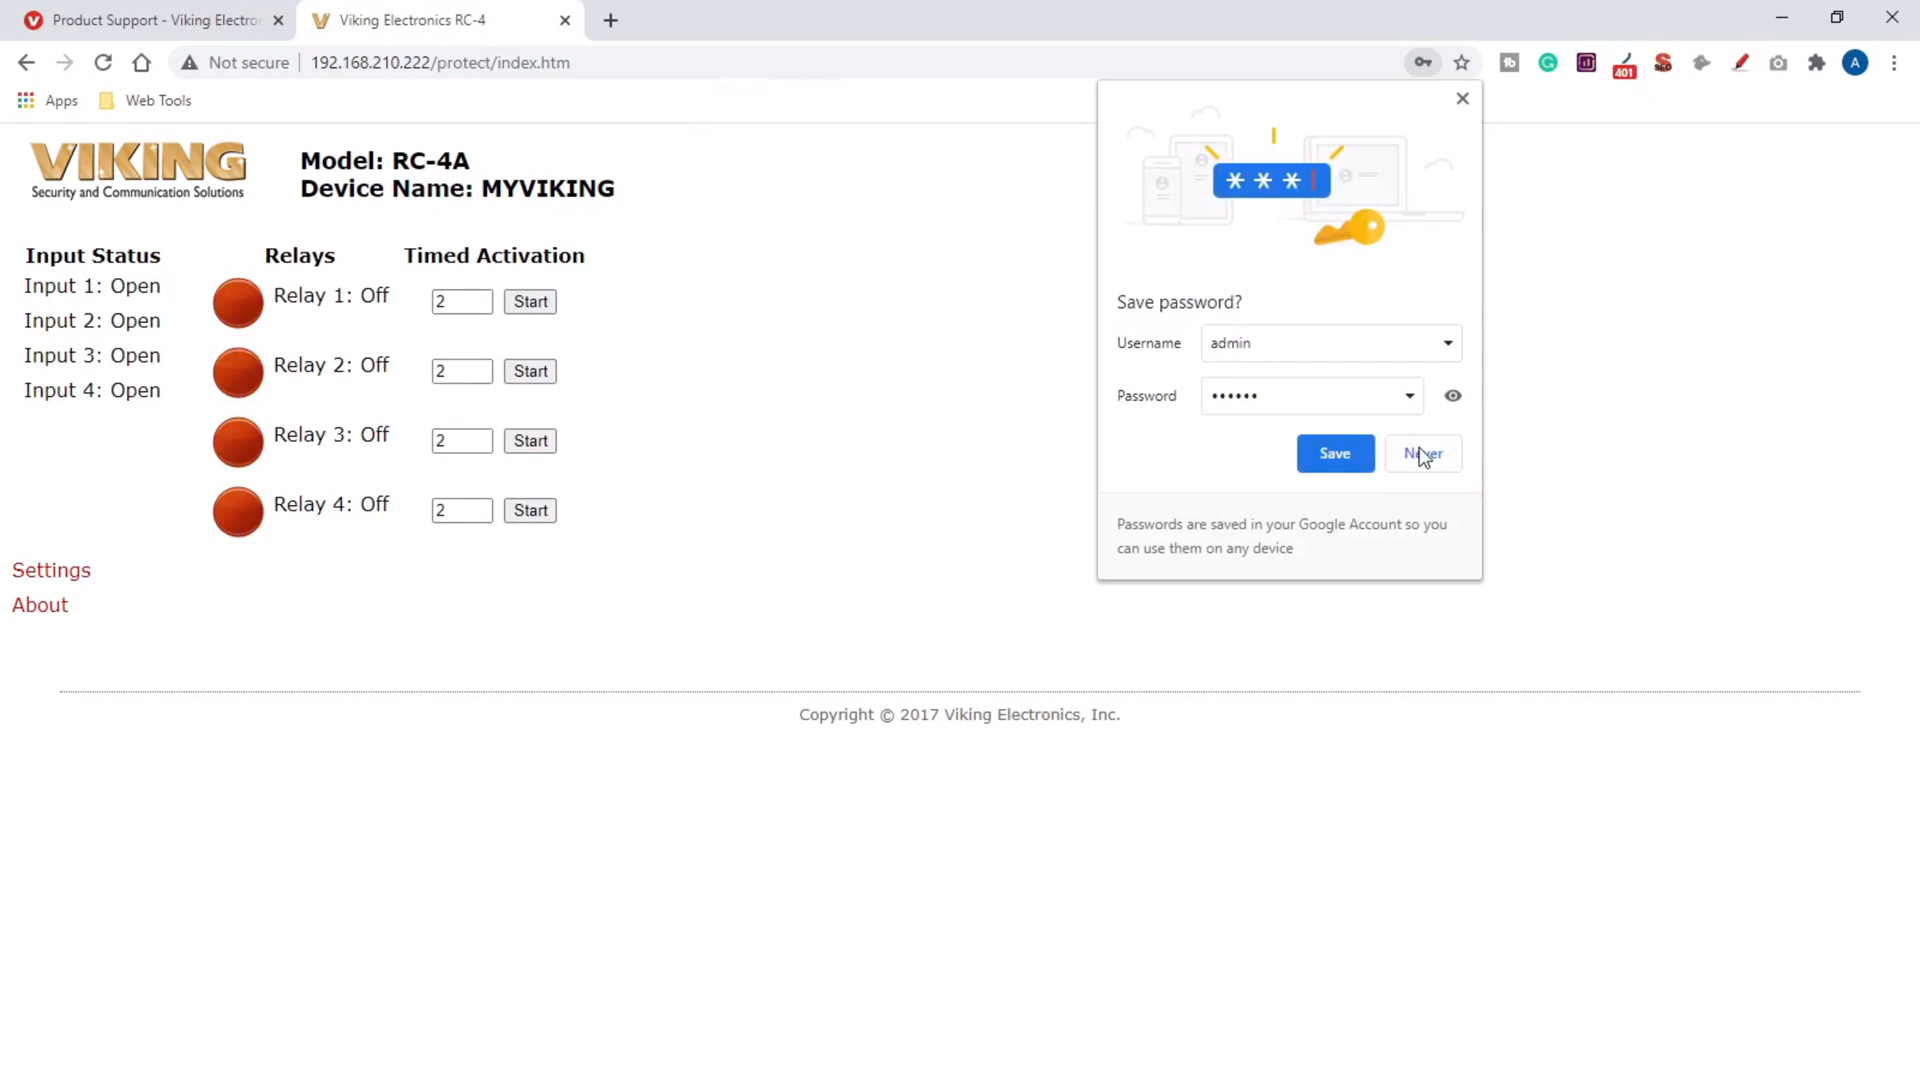 Product Support - Viking Electro
Viking Electronics RC-4
Not secure
192.168.210.222/protect/index.htm
401
SEO
A
Apps
Web Tools
VIKING
Security and Communication Solutions
Model: RC-4A
Device Name: MYVIKING
Input Status
Input 1: Open
Input 2: Open
Input 3: Open
Input 4: Open
Relays
Timed Activation
Relay 1: Off
2
Start
Relay 2: Off
2
Start
Relay 3: Off
2
Start
Relay 4: Off
2
Start
Settings
About
Copyright © 2017 Viking Electronics, Inc.
***
Save password?
Username
admin
Password
••••••
Save
Never
Passwords are saved in your Google Account so you
can use them on any device